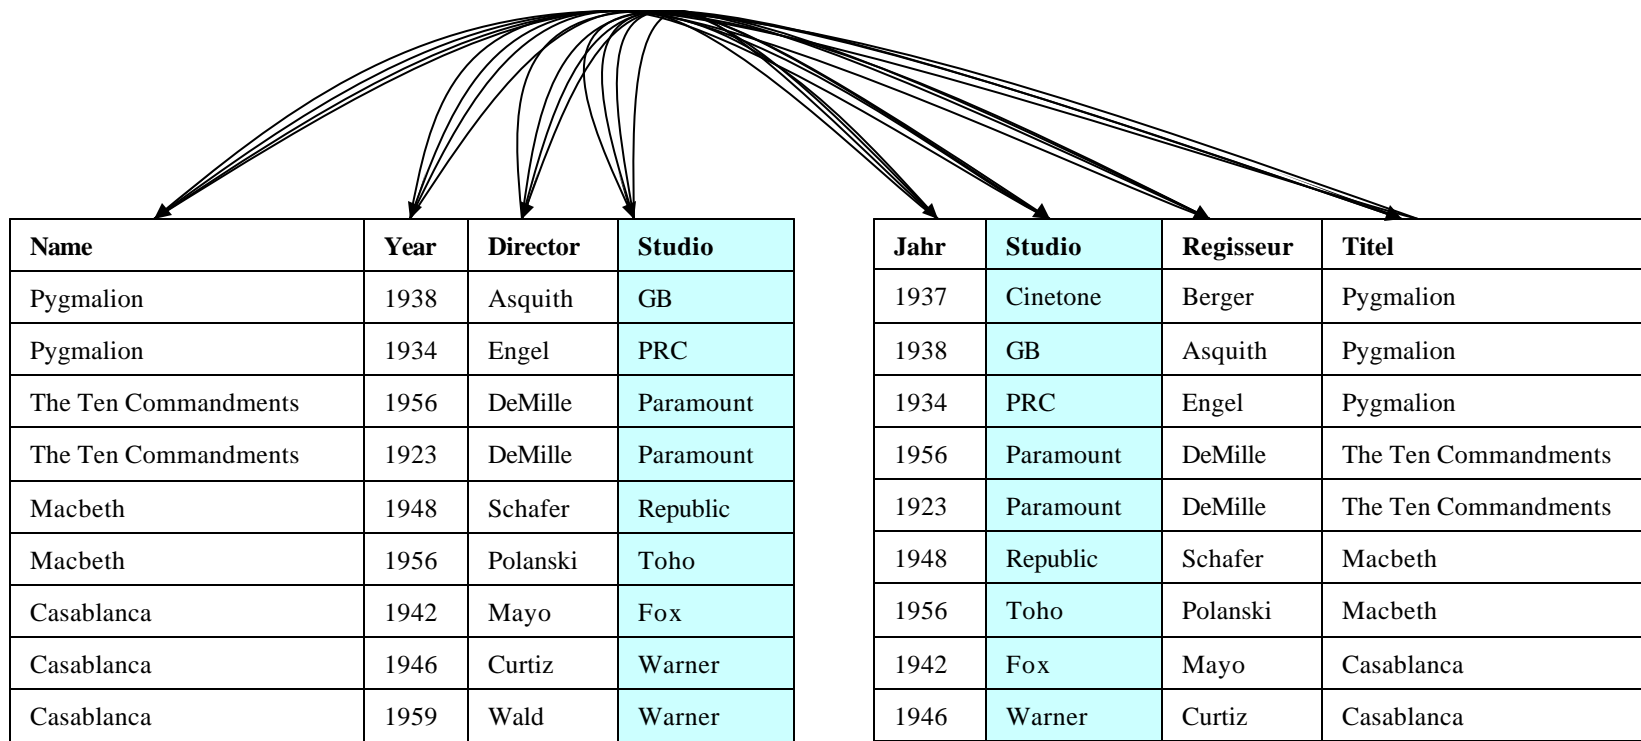 Name Year Director Studio
Pygmalion 1938 Asquith GB
Pygmalion 1934 Engel PRC
The Ten Commandments 1956 DeMille Paramount
The Ten Commandments 1923 DeMille Paramount
Macbeth 1948 Schafer Republic
Macbeth 1956 Polanski Toho
Casablanca 1942 Mayo Fox
Casablanca 1946 Curtiz Warner
Casablanca 1959 Wald Warner
Jahr Studio Regisseur Titel
1937 Cinetone Berger Pygmalion
1938 GB Asquith Pygmalion
1934 PRC Engel Pygmalion
1956 Paramount DeMille The Ten Commandments
1923 Paramount DeMille The Ten Commandments
1948 Republic Schafer Macbeth
1956 Toho Polanski Macbeth
1942 Fox Mayo Casablanca
1946 Warner Curtiz Casablanca